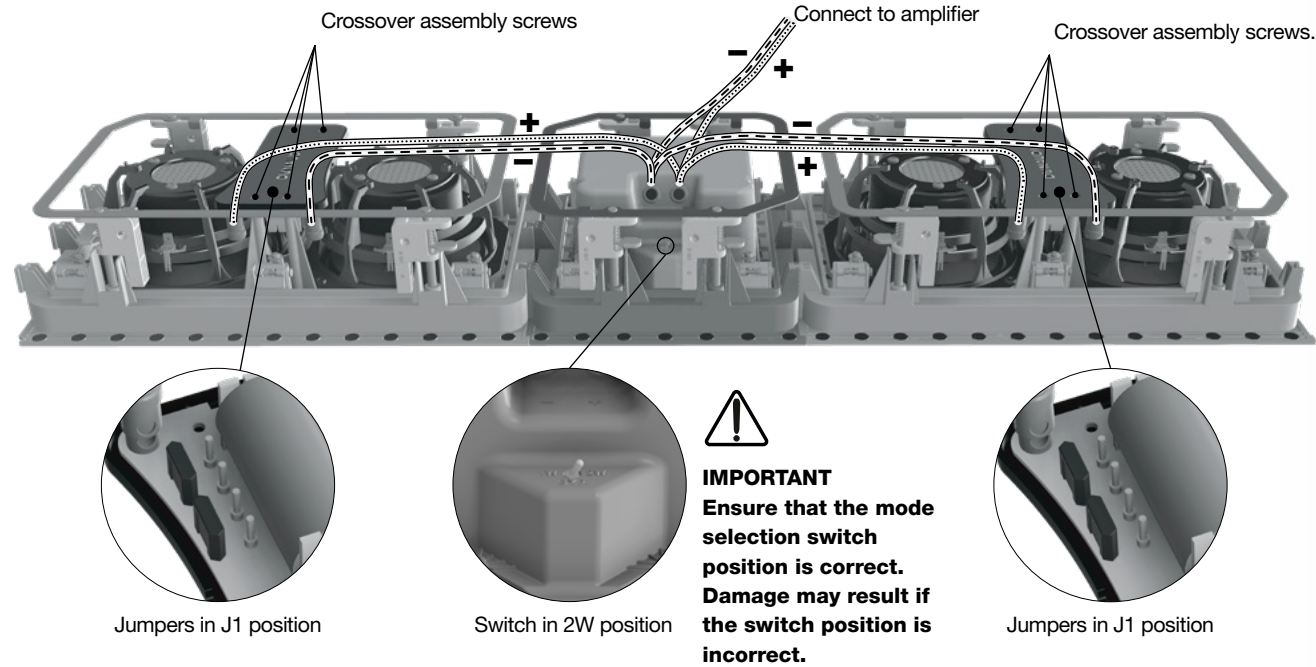 Crossover assembly screws
Connect to amplifier
Crossover assembly screws.
−
+
+
−
−
+
Jumpers in J1 position
Switch in 2W position
IMPORTANT
Ensure that the mode
selection switch
position is correct.
Damage may result if
the switch position is
incorrect.
Jumpers in J1 position